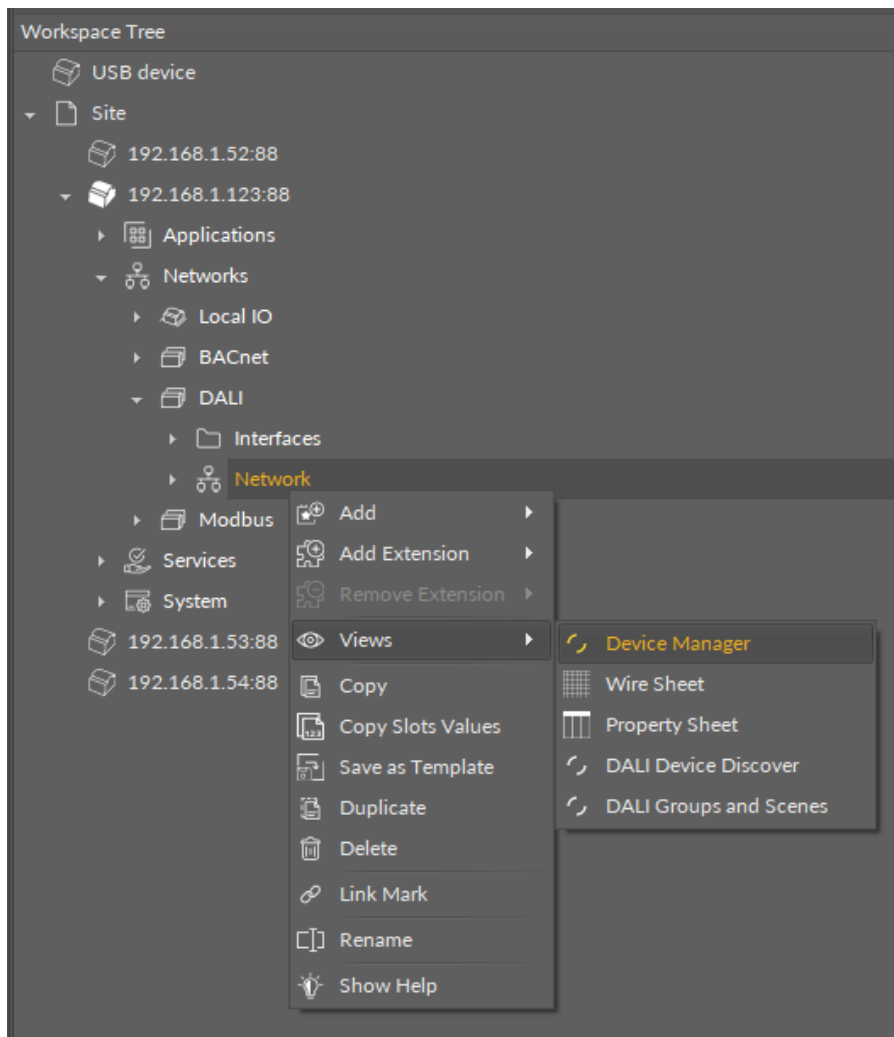 Workspace Tree
USB device
Site
192.168.1.52:88
192.168.1.123:88
Applications
Networks
Local IO
BACnet
DALI
Interfaces
Network
Modbus
Services
System
192.168.1.53:88
192.168.1.54:88
Add
Add Extension
Remove Extension
Views
Copy
Copy Slots Values
Save as Template
Duplicate
Delete
Link Mark
Rename
Show Help
Device Manager
Wire Sheet
Property Sheet
DALI Device Discover
DALI Groups and Scenes